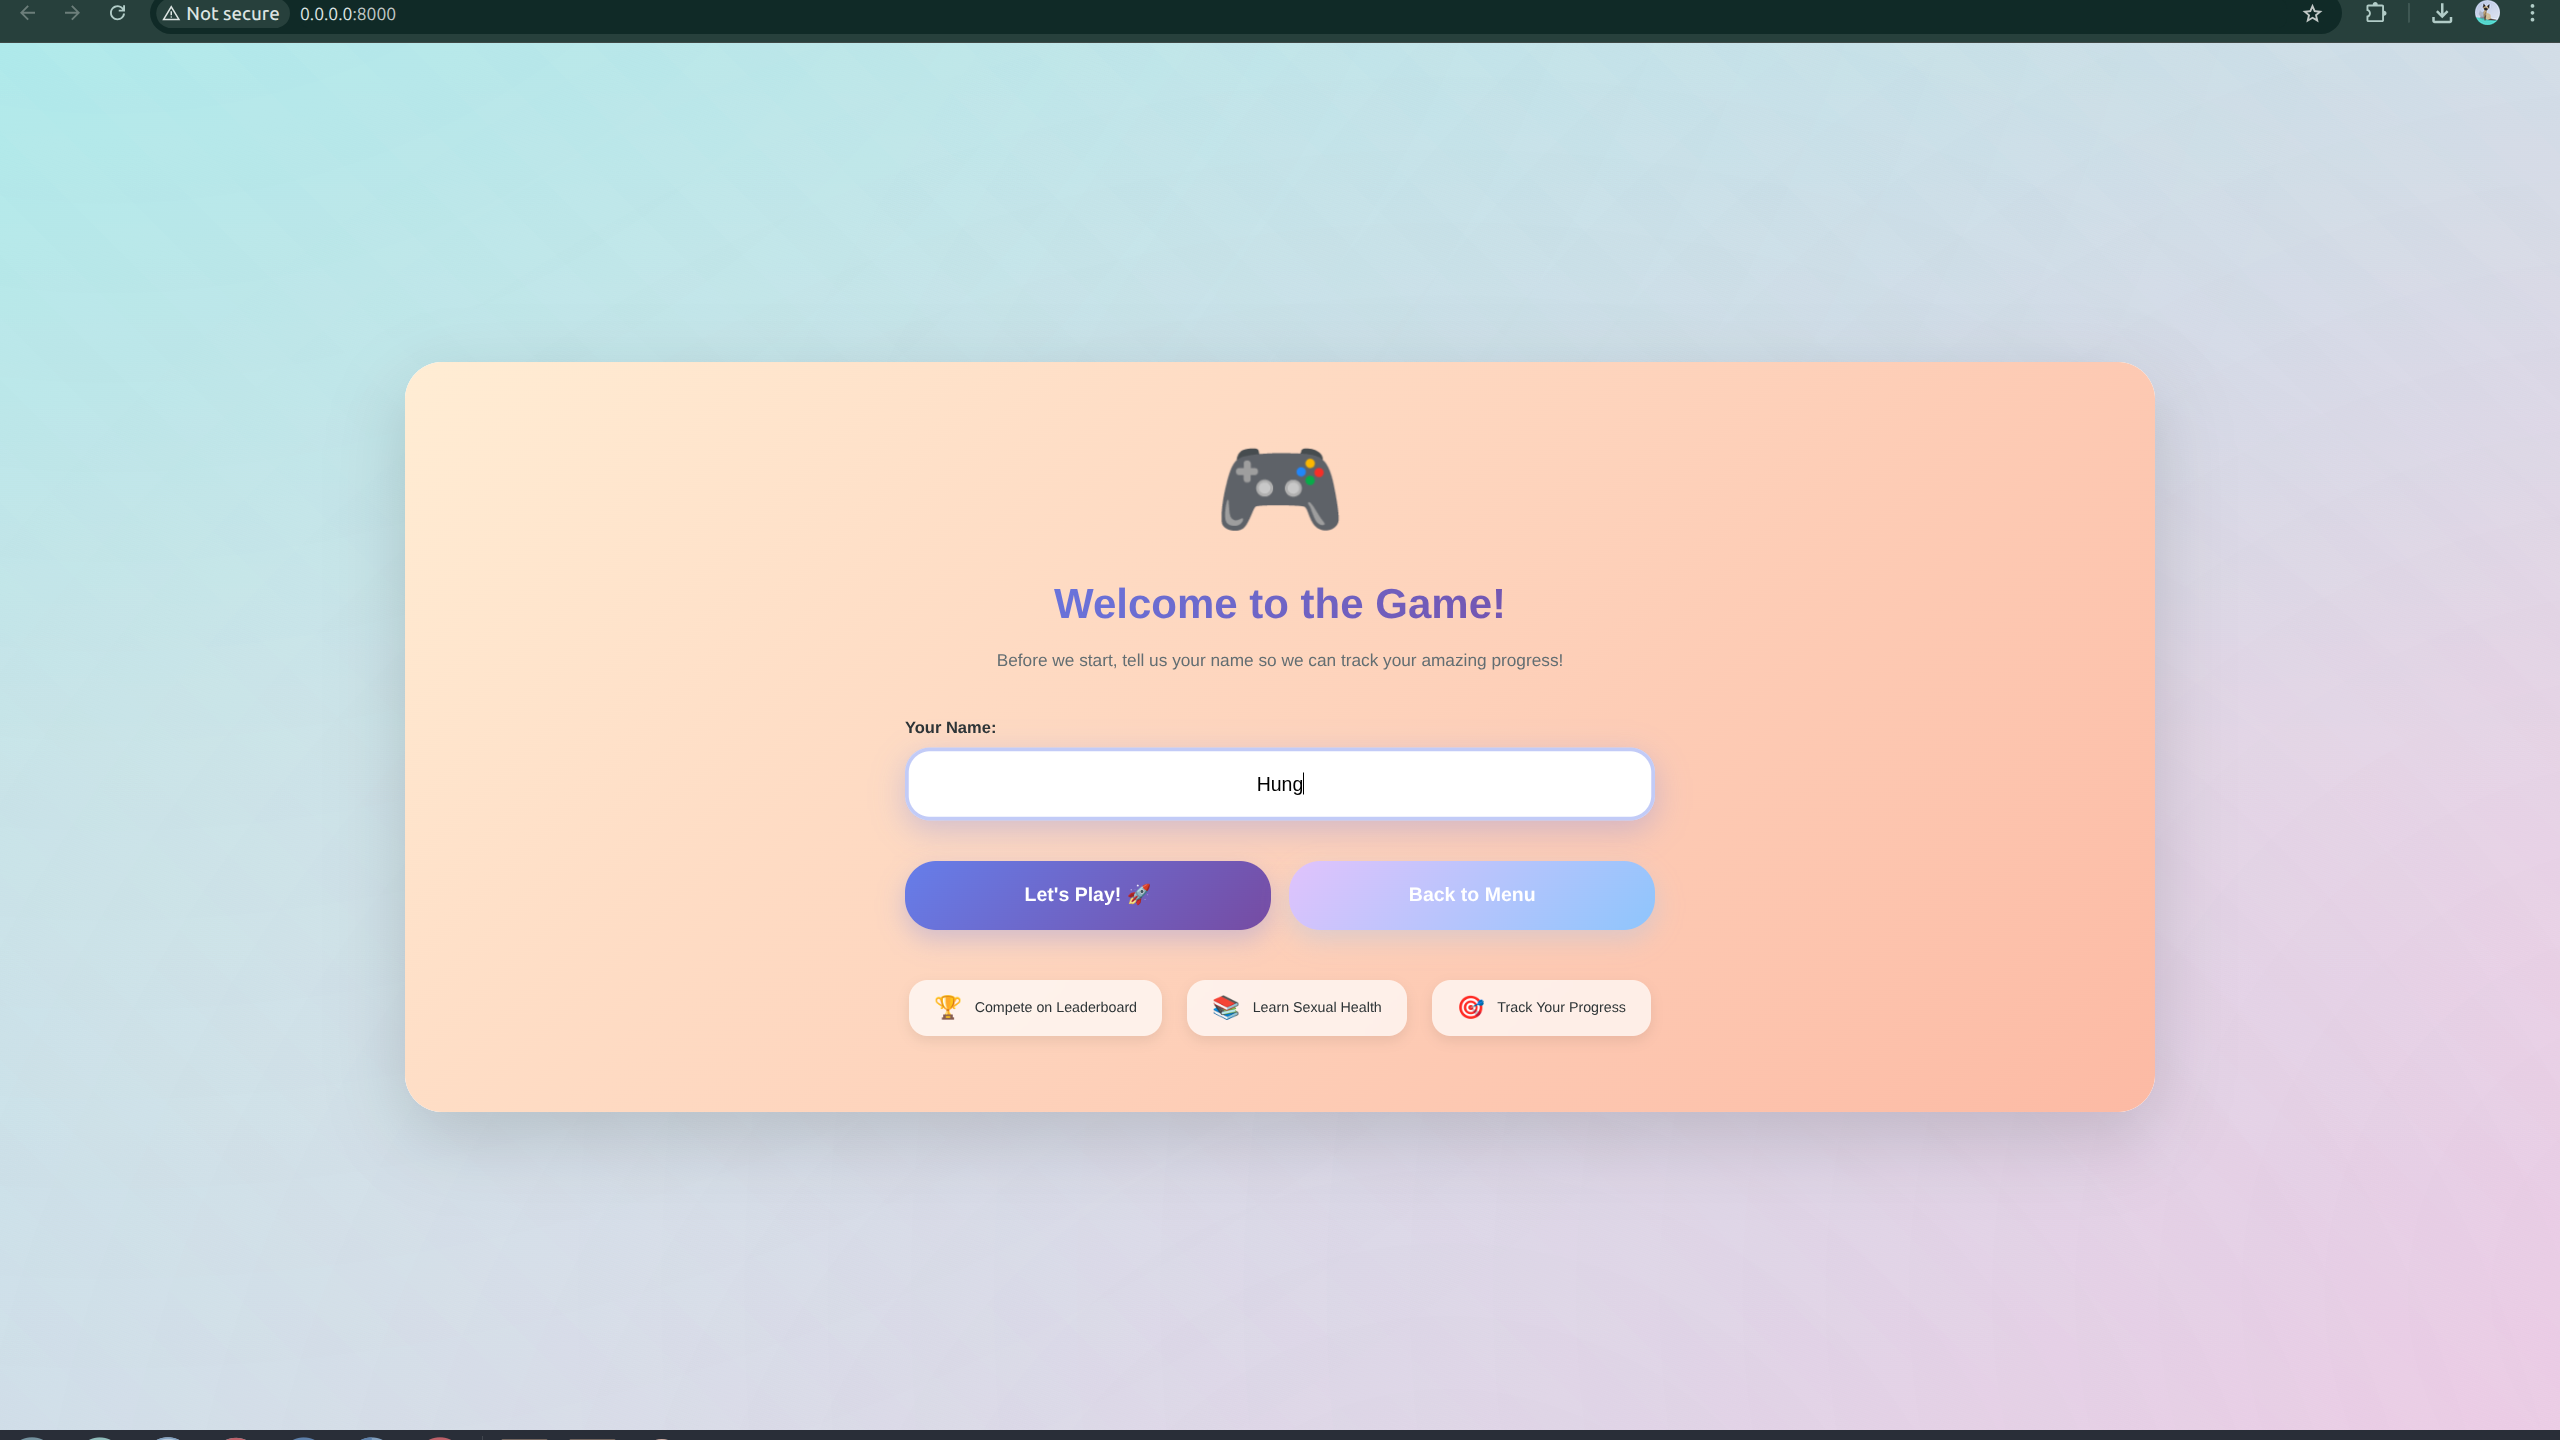 Not secure 0.0.0.0:8000
Welcome to the Game!
Before we start, tell us your name so we can track your amazing progress!
Your Name:
Hung
Let's Play! 🚀 Back to Menu
🏆 Compete on Leaderboard 📚 Learn Sexual Health 🎯 Track Your Progress